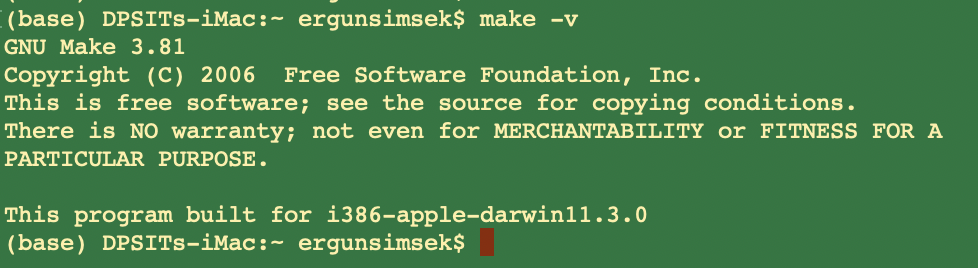 (base) DPSITs-iMac:~ ergunsimsek$ make -v
GNU Make 3.81
Copyright (C) 2006  Free Software Foundation, Inc.
This is free software; see the source for copying conditions.
There is NO warranty; not even for MERCHANTABILITY or FITNESS FOR A
PARTICULAR PURPOSE.

This program built for i386-apple-darwin11.3.0
(base) DPSITs-iMac:~ ergunsimsek$